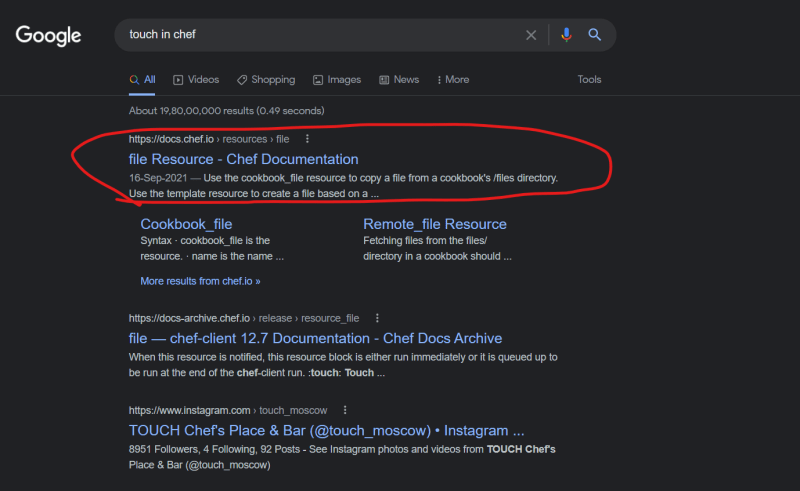 Google
touch in chef
All Videos Shopping Images News More Tools
About 19,80,00,000 results (0.49 seconds)
https://docs.chef.io › resources › file
file Resource - Chef Documentation
16-Sep-2021 — Use the cookbook_file resource to copy a file from a cookbook's /files directory.
Use the template resource to create a file based on a ...
Cookbook_file
Syntax · cookbook_file is the
resource. · name is the name ...
Remote_file Resource
Fetching files from the files/
directory in a cookbook should ...
More results from chef.io »
https://docs-archive.chef.io › release › resource_file
file — chef-client 12.7 Documentation - Chef Docs Archive
When this resource is notified, this resource block is either run immediately or it is queued up to
be run at the end of the chef-client run. :touch: Touch ...
https://www.instagram.com › touch_moscow
TOUCH Chef's Place & Bar (@touch_moscow) • Instagram ...
8951 Followers, 4 Following, 92 Posts - See Instagram photos and videos from TOUCH Chef's
Place & Bar (@touch_moscow)